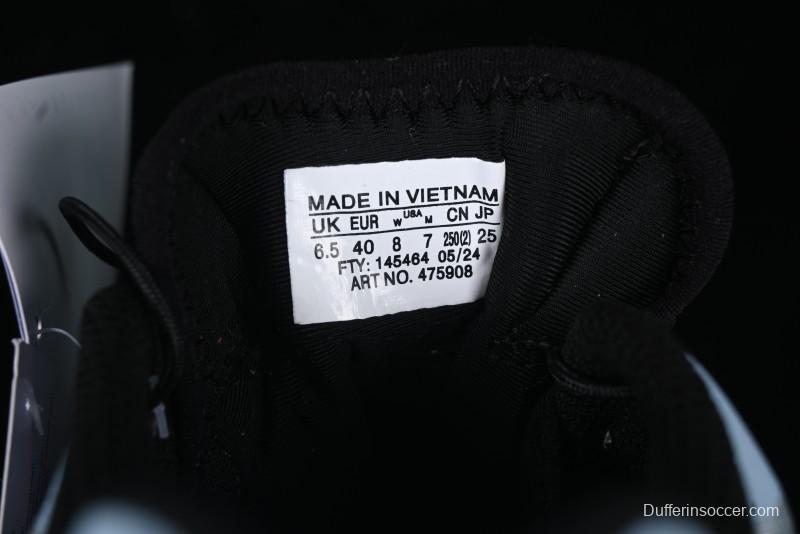 MADE IN VIETNAM
UK EUR W USA M CN JP
6.5 40 8 7 250(2) 25
FTY: 145464 05/24
ART NO. 475908
Dufferinsoccer.com